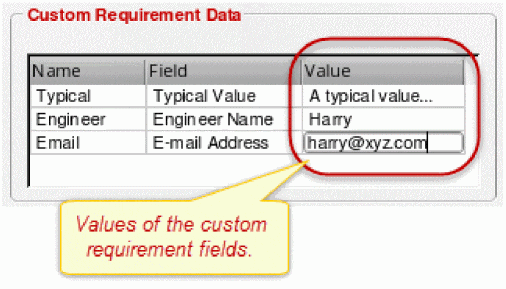 Custom Requirement Data
Name Field Value
Typical Typical Value A typical value...
Engineer Engineer Name Harry
Email E-mail Address harry@xyz.com
Values of the custom
requirement fields.